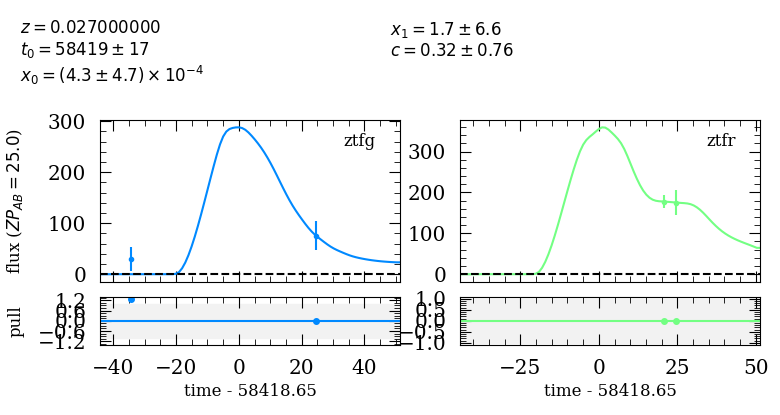 z = 0.027000000
t₀ = 58419 ± 17
x₀ = (4.3 ± 4.7) × 10⁻⁴
x₁ = 1.7 ± 6.6
c = 0.32 ± 0.76
ztfg
300
200
100
0
flux (ZP_AB = 25.0)
ztfr
300
200
100
0
1.2
0.6
0.0
−0.6
−1.2
pull
−40 −20 0 20 40
time - 58418.65
1.0
0.5
0.0
−0.5
−1.0
−25 0 25 50
time - 58418.65